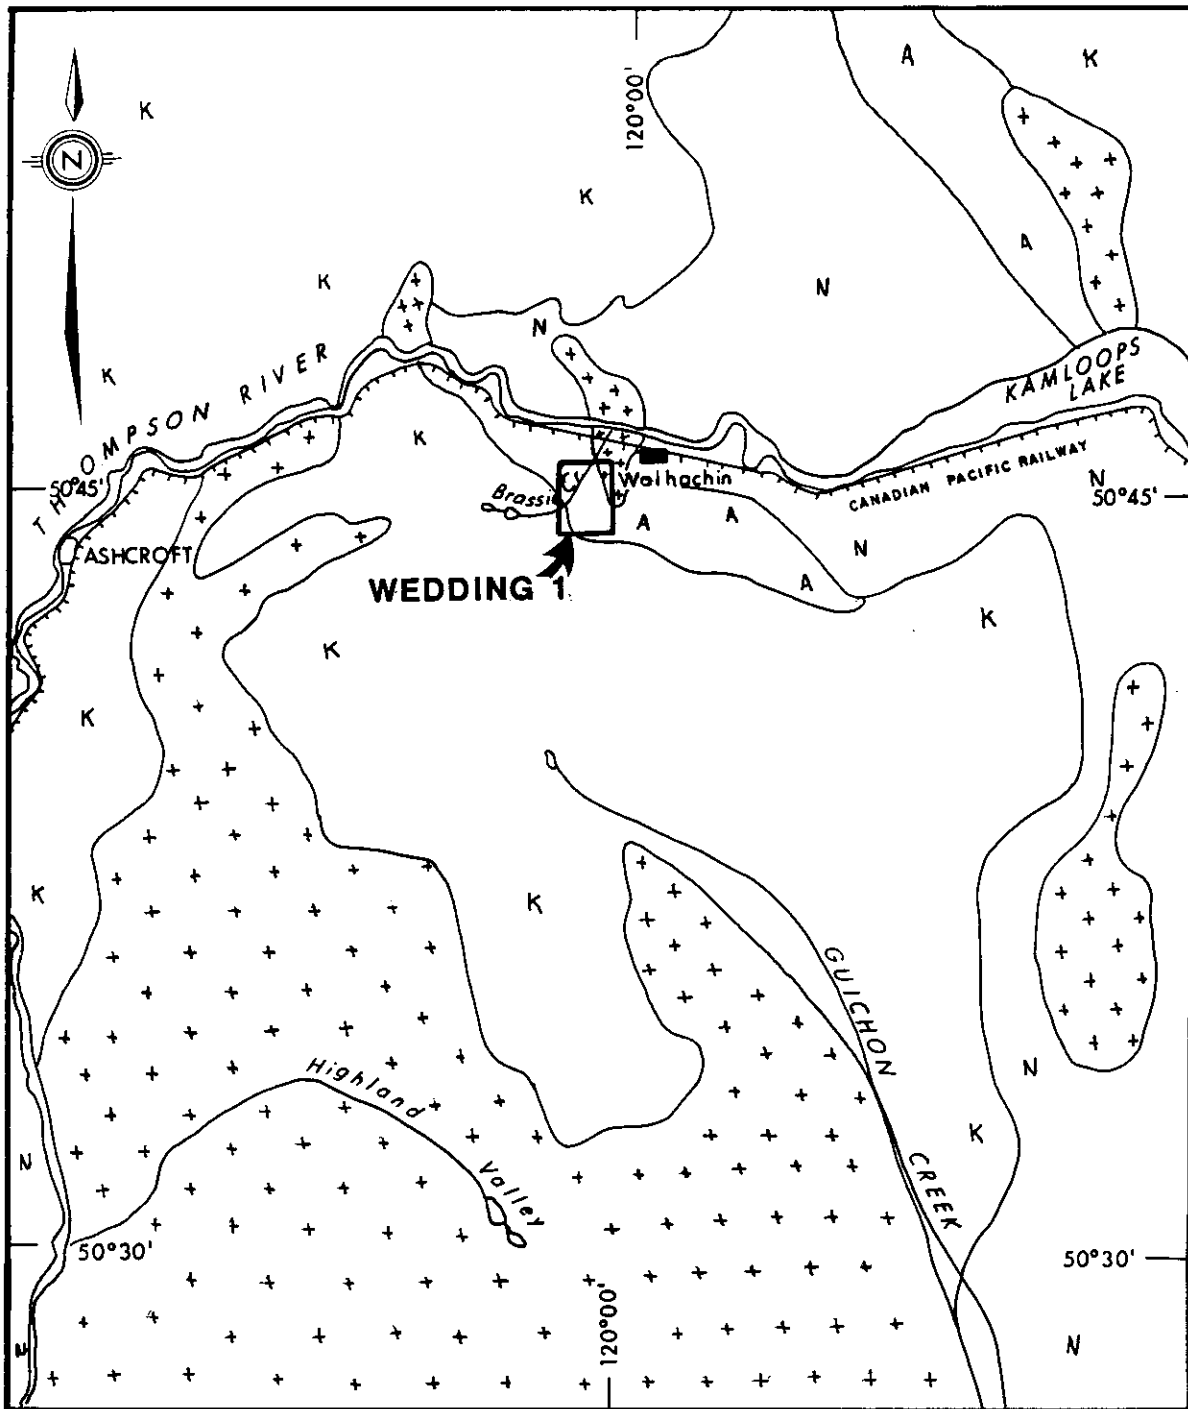 120°00'
A
K
K
Z
K
A
K
N
N
K
THOMPSON RIVER
KAMLOOPS
LAKE
K
K
CANADIAN PACIFIC RAILWAY
N
50°45'
Walhachin
50°45'
Brassi
A
A
N
ASHCROFT
WEDDING 1
A
K
K
K
K
K
GUICHON
Highland
N
K
N
Valley
CREEK
50°30'
50°30'
120°00'
N
N